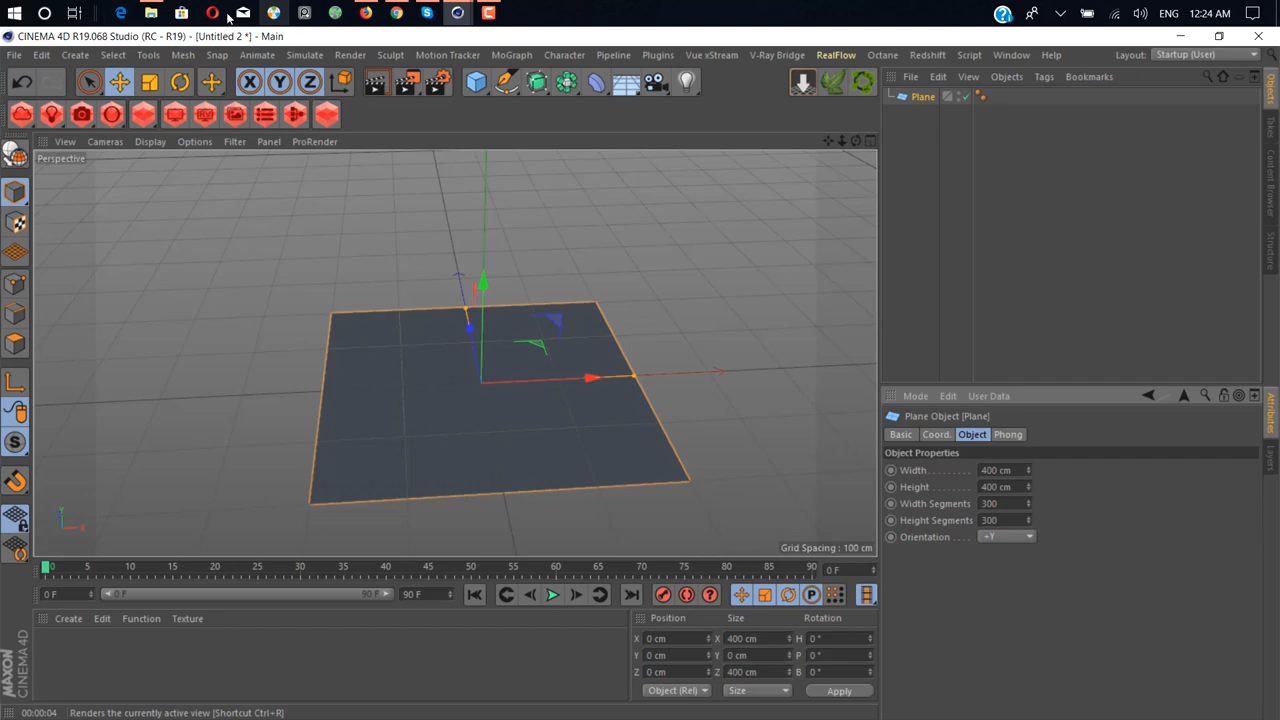 ENG 12:24 AM
CINEMA 4D R19.068 Studio (RC - R19) - [Untitled 2 *] - Main
File Edit Create Select Tools Mesh Snap Animate Simulate Render Sculpt Motion Tracker MoGraph Character Pipeline Plugins Vue xStream V-Ray Bridge RealFlow Octane Redshift Script Window Help Layout: Startup (User)
File Edit View Objects Tags Bookmarks
Plane
View Cameras Display Options Filter Panel ProRender
Perspective
Objects
Takes
Content Browser
Structure
Mode Edit User Data
Plane Object [Plane]
Basic Coord. Object Phong
Object Properties
Width 400 cm
Height 400 cm
Width Segments 300
Height Segments 300
Orientation +Y
Attributes
Layers
Y
X
Grid Spacing : 100 cm
0 5 10 15 20 25 30 35 40 45 50 55 60 65 70 75 80 85 90 0 F
0 F 0 F 90 F 90 F
Create Edit Function Texture
Position Size Rotation
X 0 cm X 400 cm H 0 °
Y 0 cm Y 0 cm P 0 °
Z 0 cm Z 400 cm B 0 °
Object (Rel) Size Apply
MAXON
CINEMA 4D
00:00:04 Renders the currently active view [Shortcut Ctrl+R]